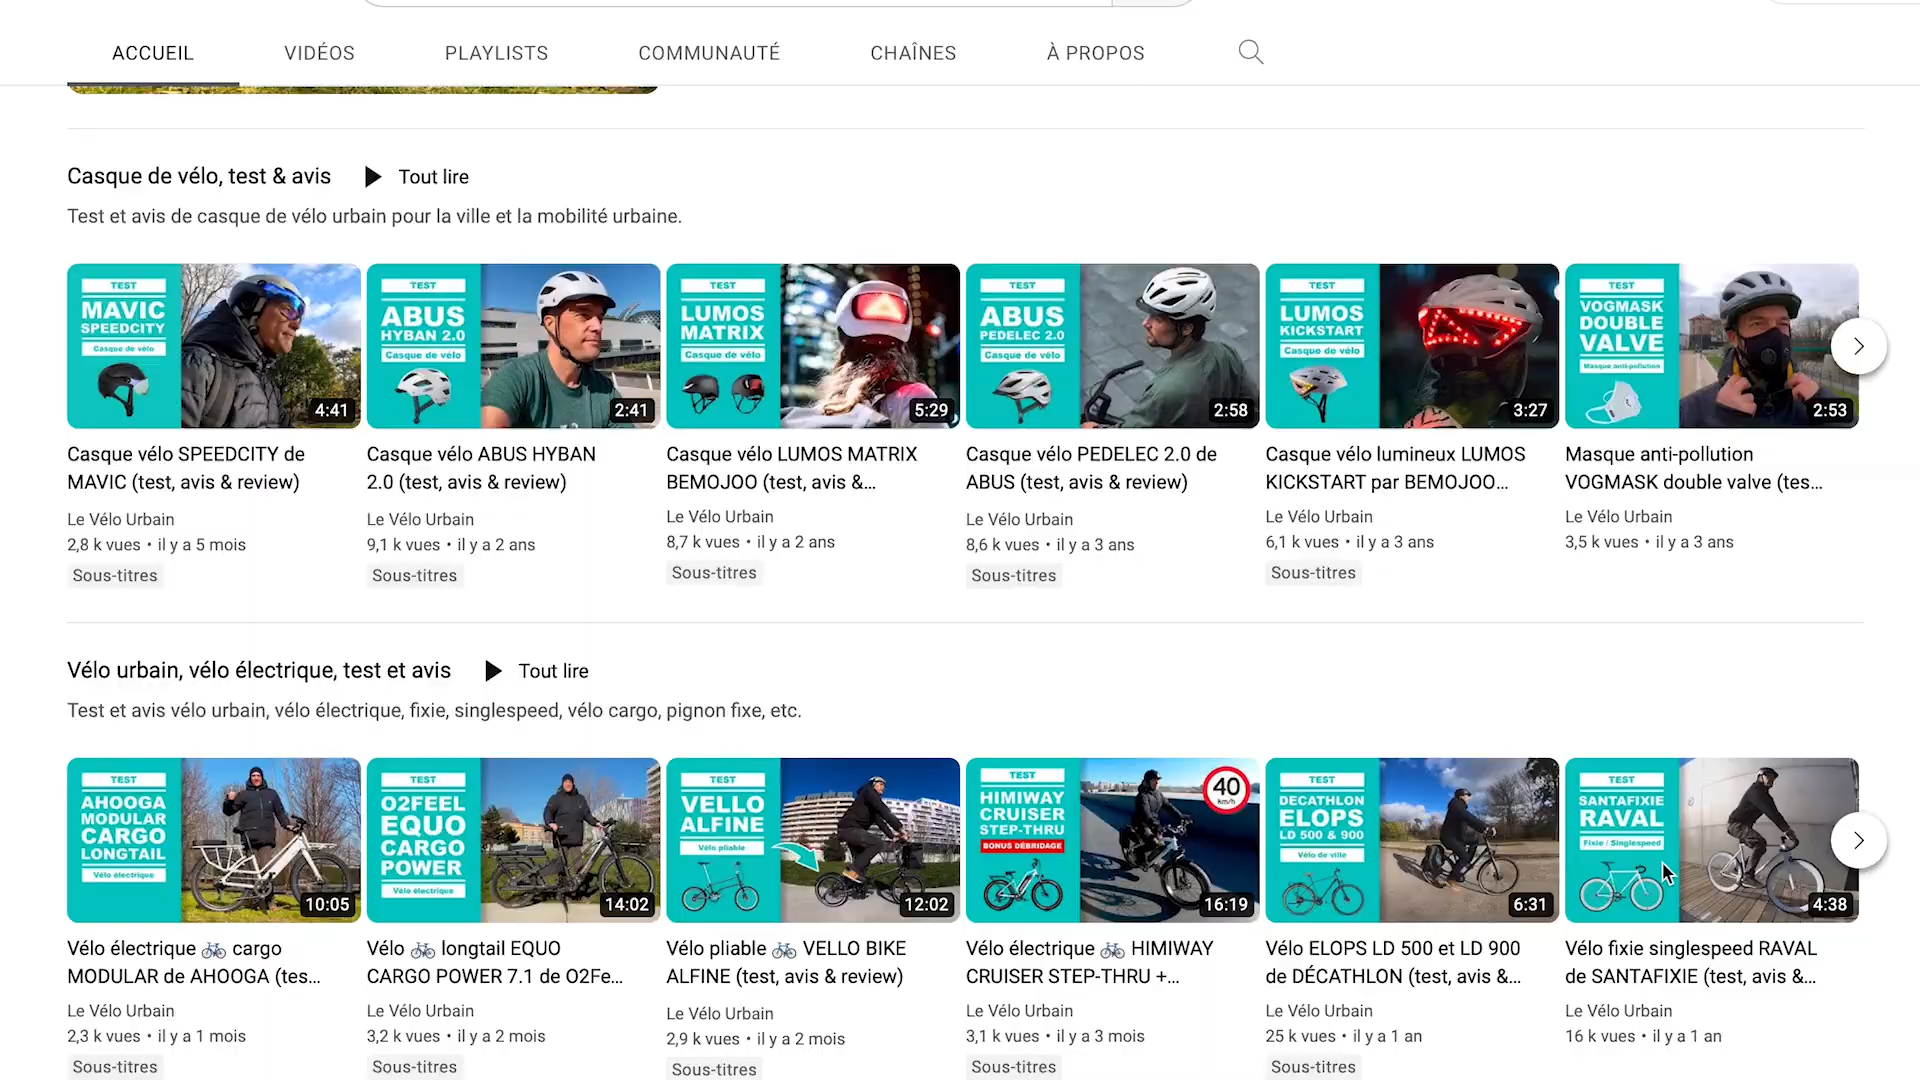 ACCUEIL VIDÉOS PLAYLISTS COMMUNAUTÉ CHAÎNES À PROPOS
Casque de vélo, test & avis Tout lire
Test et avis de casque de vélo urbain pour la ville et la mobilité urbaine.
TEST
MAVIC
SPEEDCITY
Casque de vélo
4:41
TEST
ABUS
HYBAN 2.0
Casque de vélo
2:41
TEST
LUMOS
MATRIX
Casque de vélo
5:29
TEST
ABUS
PEDELEC 2.0
Casque de vélo
2:58
TEST
LUMOS
KICKSTART
Casque de vélo
3:27
TEST
VOGMASK
DOUBLE
VALVE
Masque anti-pollution
2:53
Casque vélo SPEEDCITY de
MAVIC (test, avis & review)
Le Vélo Urbain
2,8 k vues • il y a 5 mois
Sous-titres
Casque vélo ABUS HYBAN
2.0 (test, avis & review)
Le Vélo Urbain
9,1 k vues • il y a 2 ans
Sous-titres
Casque vélo LUMOS MATRIX
BEMOJOO (test, avis &...
Le Vélo Urbain
8,7 k vues • il y a 2 ans
Sous-titres
Casque vélo PEDELEC 2.0 de
ABUS (test, avis & review)
Le Vélo Urbain
8,6 k vues • il y a 3 ans
Sous-titres
Casque vélo lumineux LUMOS
KICKSTART par BEMOJOO...
Le Vélo Urbain
6,1 k vues • il y a 3 ans
Sous-titres
Masque anti-pollution
VOGMASK double valve (tes...
Le Vélo Urbain
3,5 k vues • il y a 3 ans
Vélo urbain, vélo électrique, test et avis Tout lire
Test et avis vélo urbain, vélo électrique, fixie, singlespeed, vélo cargo, pignon fixe, etc.
TEST
AHOOGA
MODULAR
CARGO
LONGTAIL
Vélo électrique
10:05
TEST
O2FEEL
EQUO
CARGO
POWER
Vélo électrique
14:02
TEST
VELLO
ALFINE
Vélo pliable
12:02
TEST
HIMIWAY
CRUISER
STEP-THRU
BONUS DÉBRIDAGE
40
km/h
16:19
TEST
DECATHLON
ELOPS
LD 500 & 900
Vélo de ville
6:31
TEST
SANTAFIXIE
RAVAL
Fixie / Singlespeed
4:38
Vélo électrique 🚲 cargo
MODULAR de AHOOGA (tes...
Le Vélo Urbain
2,3 k vues • il y a 1 mois
Sous-titres
Vélo 🚲 longtail EQUO
CARGO POWER 7.1 de O2Fe...
Le Vélo Urbain
3,2 k vues • il y a 2 mois
Sous-titres
Vélo pliable 🚲 VELLO BIKE
ALFINE (test, avis & review)
Le Vélo Urbain
2,9 k vues • il y a 2 mois
Sous-titres
Vélo électrique 🚲 HIMIWAY
CRUISER STEP-THRU +...
Le Vélo Urbain
3,1 k vues • il y a 3 mois
Sous-titres
Vélo ELOPS LD 500 et LD 900
de DÉCATHLON (test, avis &...
Le Vélo Urbain
25 k vues • il y a 1 an
Sous-titres
Vélo fixie singlespeed RAVAL
de SANTAFIXIE (test, avis &...
Le Vélo Urbain
16 k vues • il y a 1 an